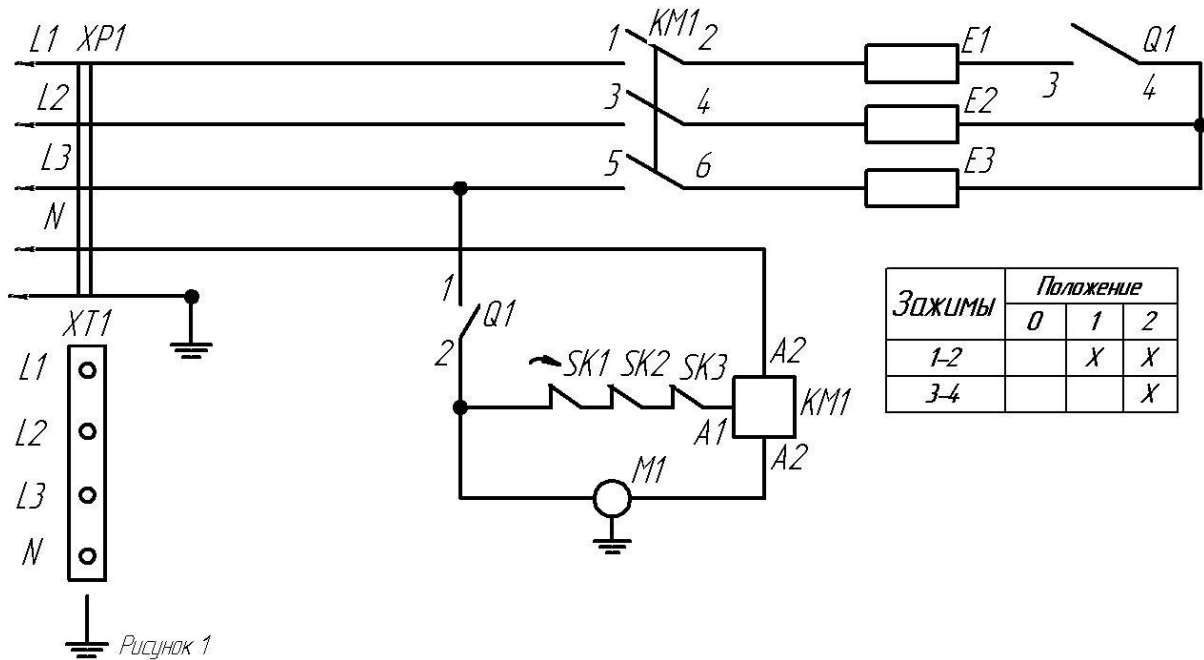 L1 XP1
1 KM1 2
E1
Q1
3 4
L2
3 4
E2
L3
5 6
E3
N
1
Q1
2
XT1
L1
L2
L3
N
SK1 SK2 SK3
A2
KM1
A1
A2
M1
Зажимы Положение
0 1 2
1-2 X X
3-4 X
Рисунок 1